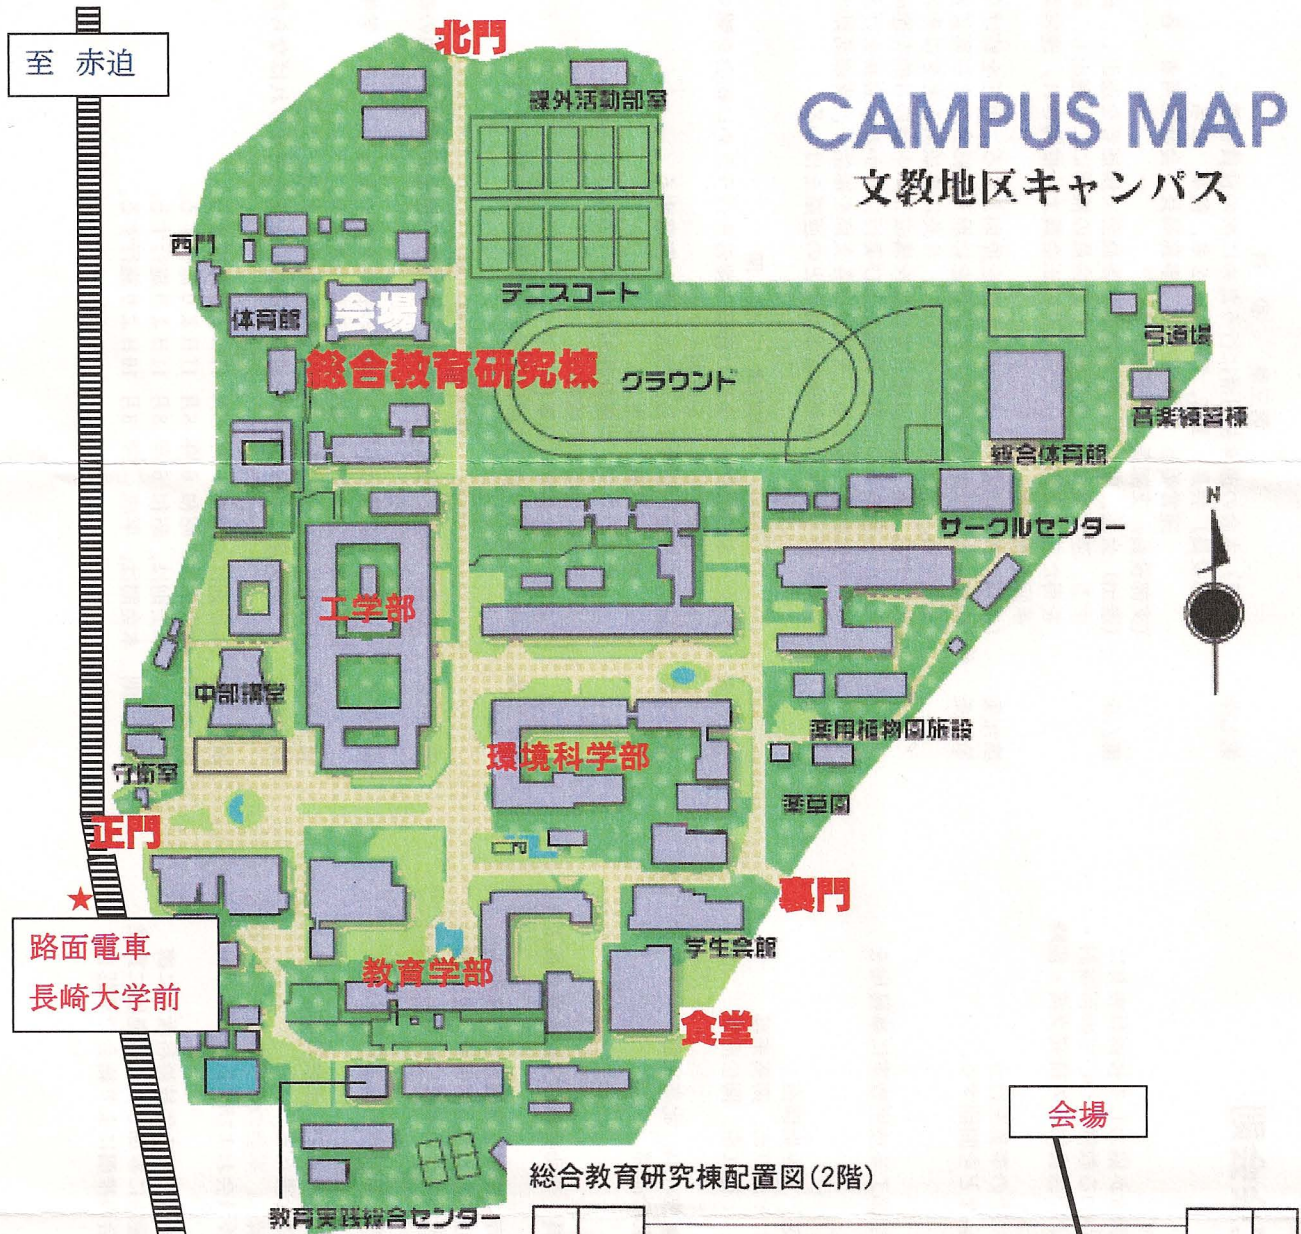 北門
至 赤迫
課外活動部室
CAMPUS MAP
文教地区キャンパス
西門
テニスコート
体育館
会場
弓道場
総合教育研究棟
グラウンド
音楽練習棟
総合体育館
N
サークルセンター
工学部
中部講堂
薬用植物園施設
環境科学部
守衛室
薬草園
正門
裏門
★
路面電車
長崎大学前
学生会館
教育学部
食堂
会場
総合教育研究棟配置図(2階)
教育実践総合センター